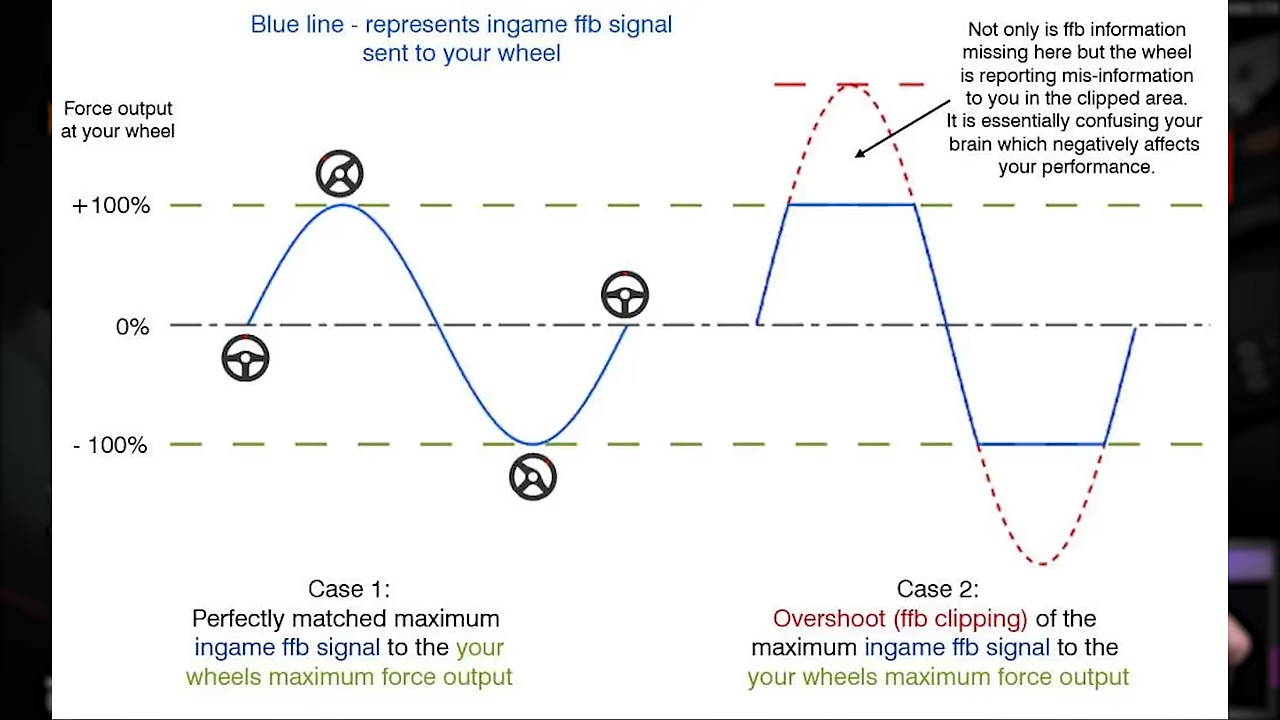 Blue line - represents ingame ffb signal
sent to your wheel
Not only is ffb information
missing here but the wheel
is reporting mis-information
to you in the clipped area.
It is essentially confusing your
brain which negatively affects
your performance.
Force output
at your wheel
+100%
0%
- 100%
Case 1:
Perfectly matched maximum
ingame ffb signal to the your
wheels maximum force output
Case 2:
Overshoot (ffb clipping) of the
maximum ingame ffb signal to the
your wheels maximum force output